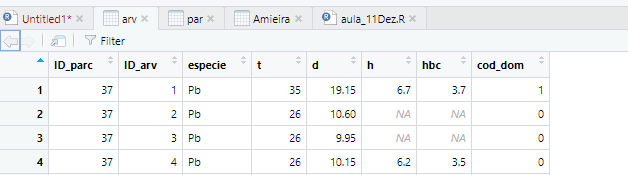 Untitled1* × arv × par × Amieira × aula_11Dez.R ×
Filter
ID_parc ID_arv especie t d h hbc cod_dom
1 37 1 Pb 35 19.15 6.7 3.7 1
2 37 2 Pb 26 10.60 NA NA 0
3 37 3 Pb 26 9.95 NA NA 0
4 37 4 Pb 26 10.15 6.2 3.5 0